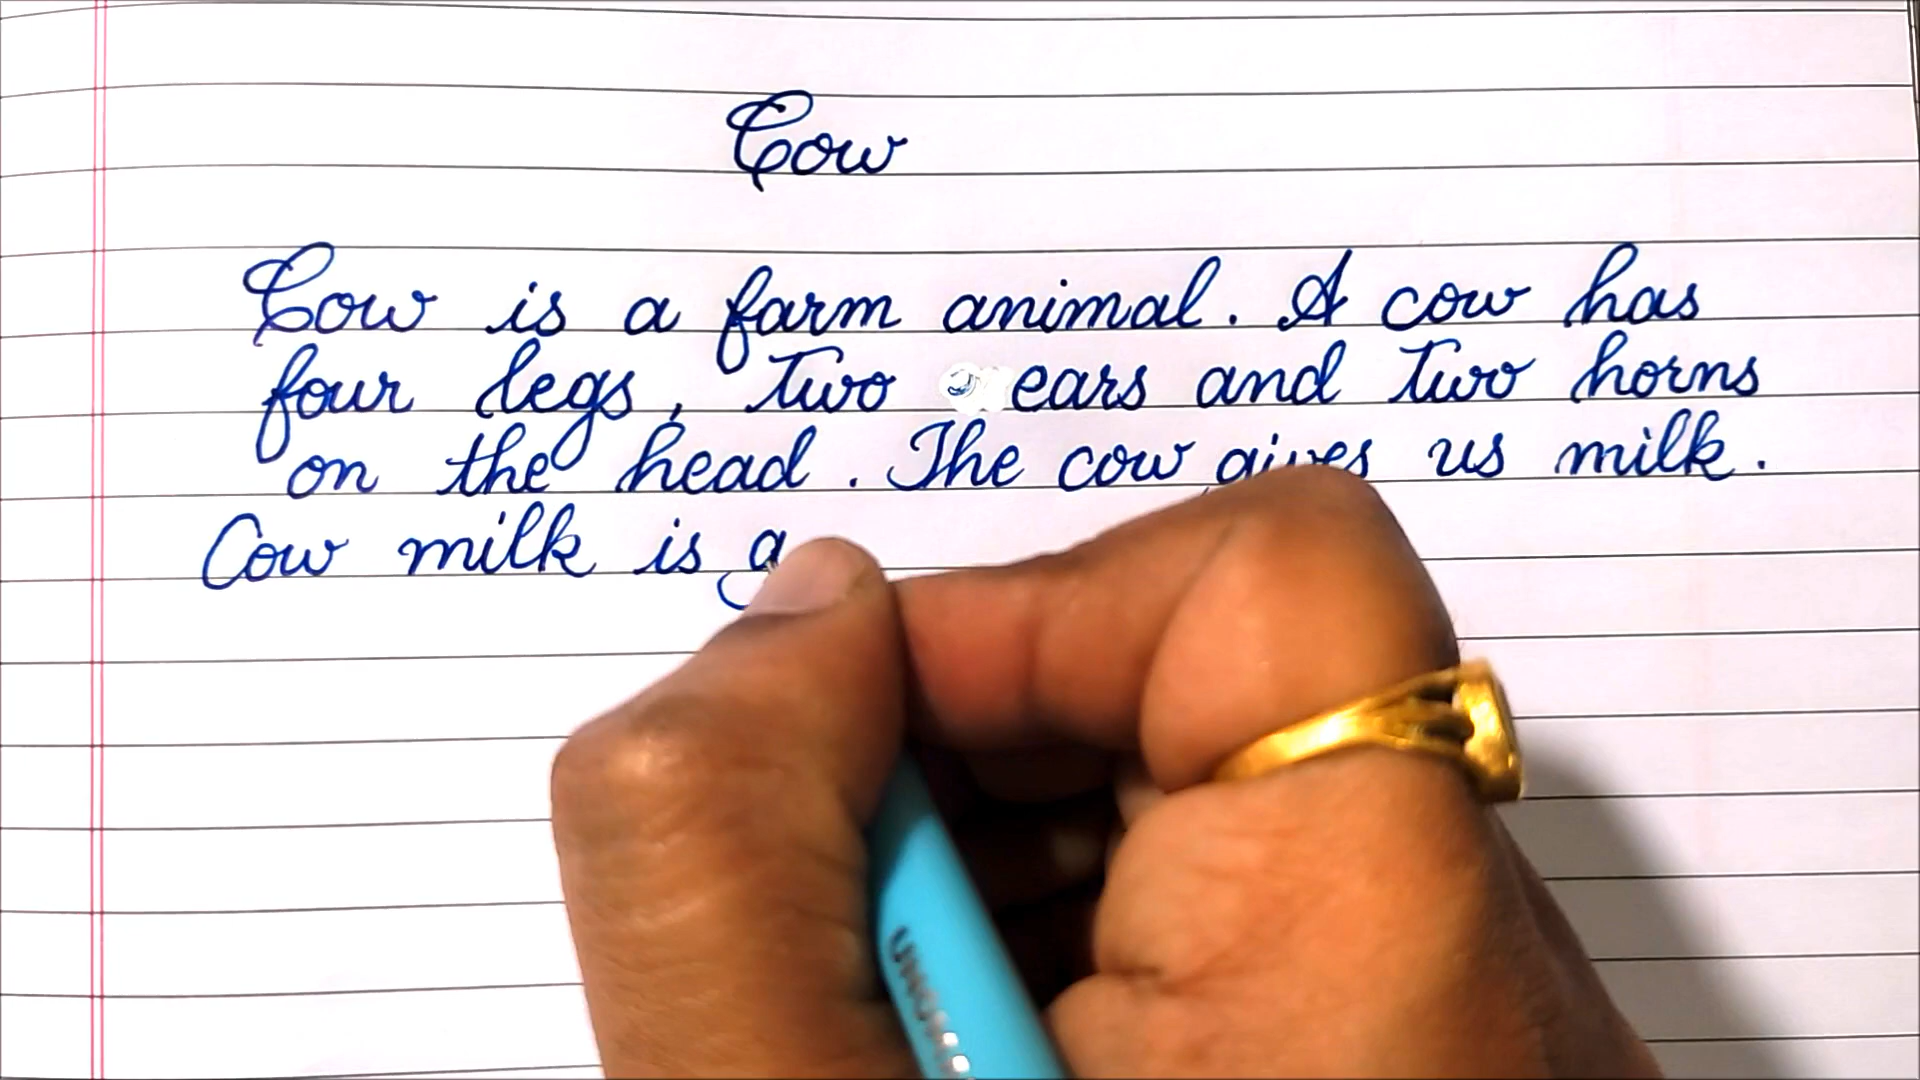 Cow
Cow is a farm animal. A cow has
four legs, two ears and two horns
on the head. The cow gives us milk.
Cow milk is g